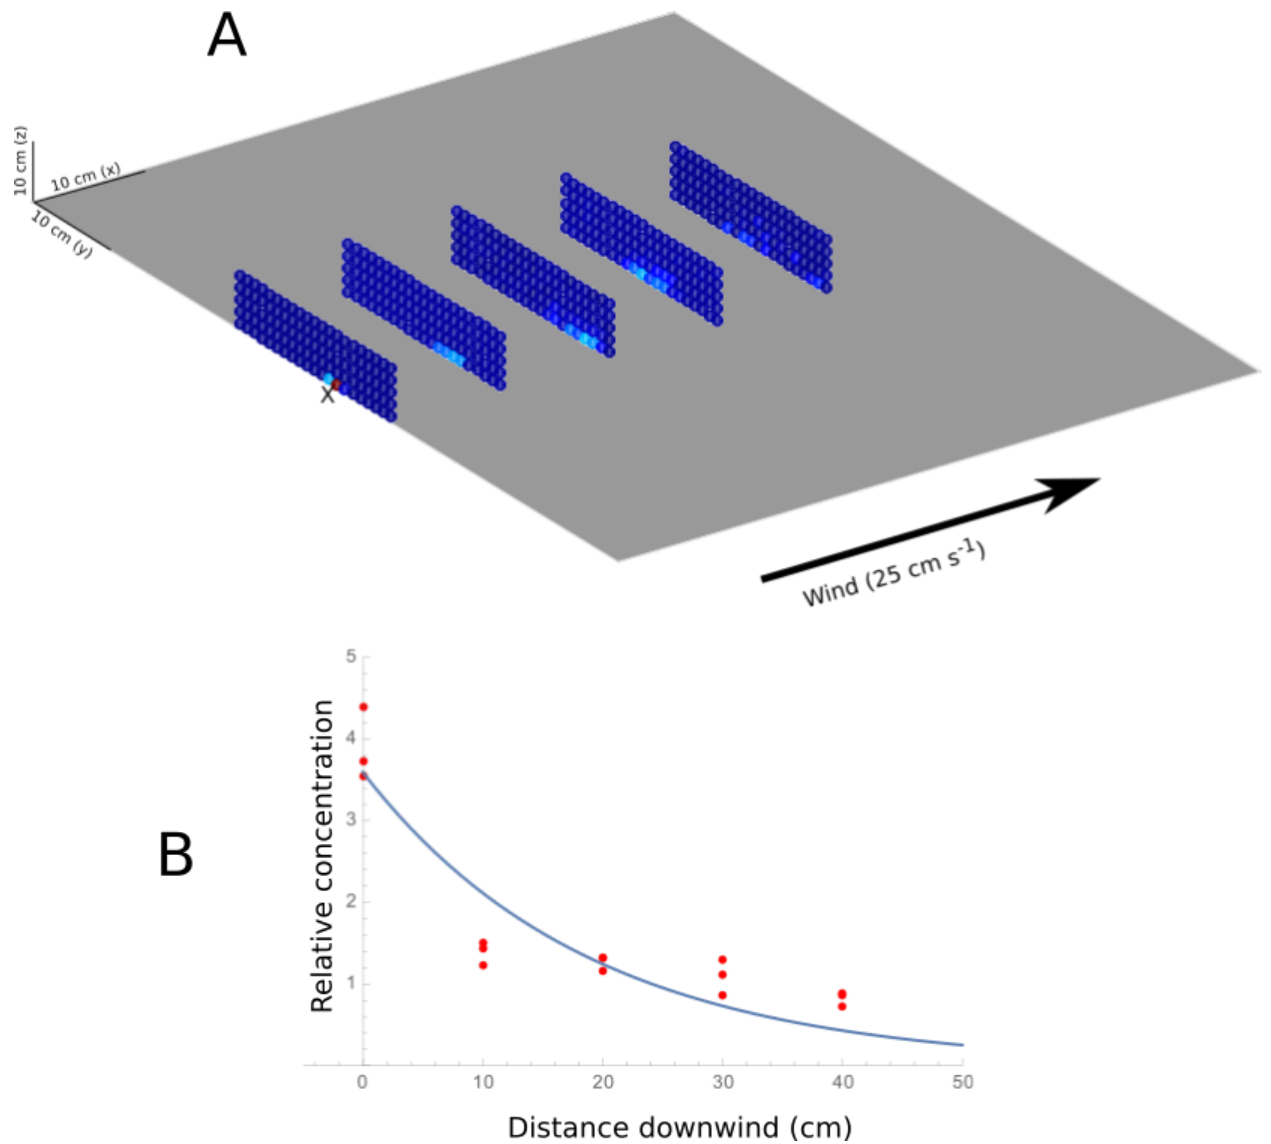 A
10 cm (z)
10 cm (x)
10 cm (y)
X
Wind (25 cm s⁻¹)
B
Relative concentration
5
4
3
2
1
0 10 20 30 40 50
Distance downwind (cm)